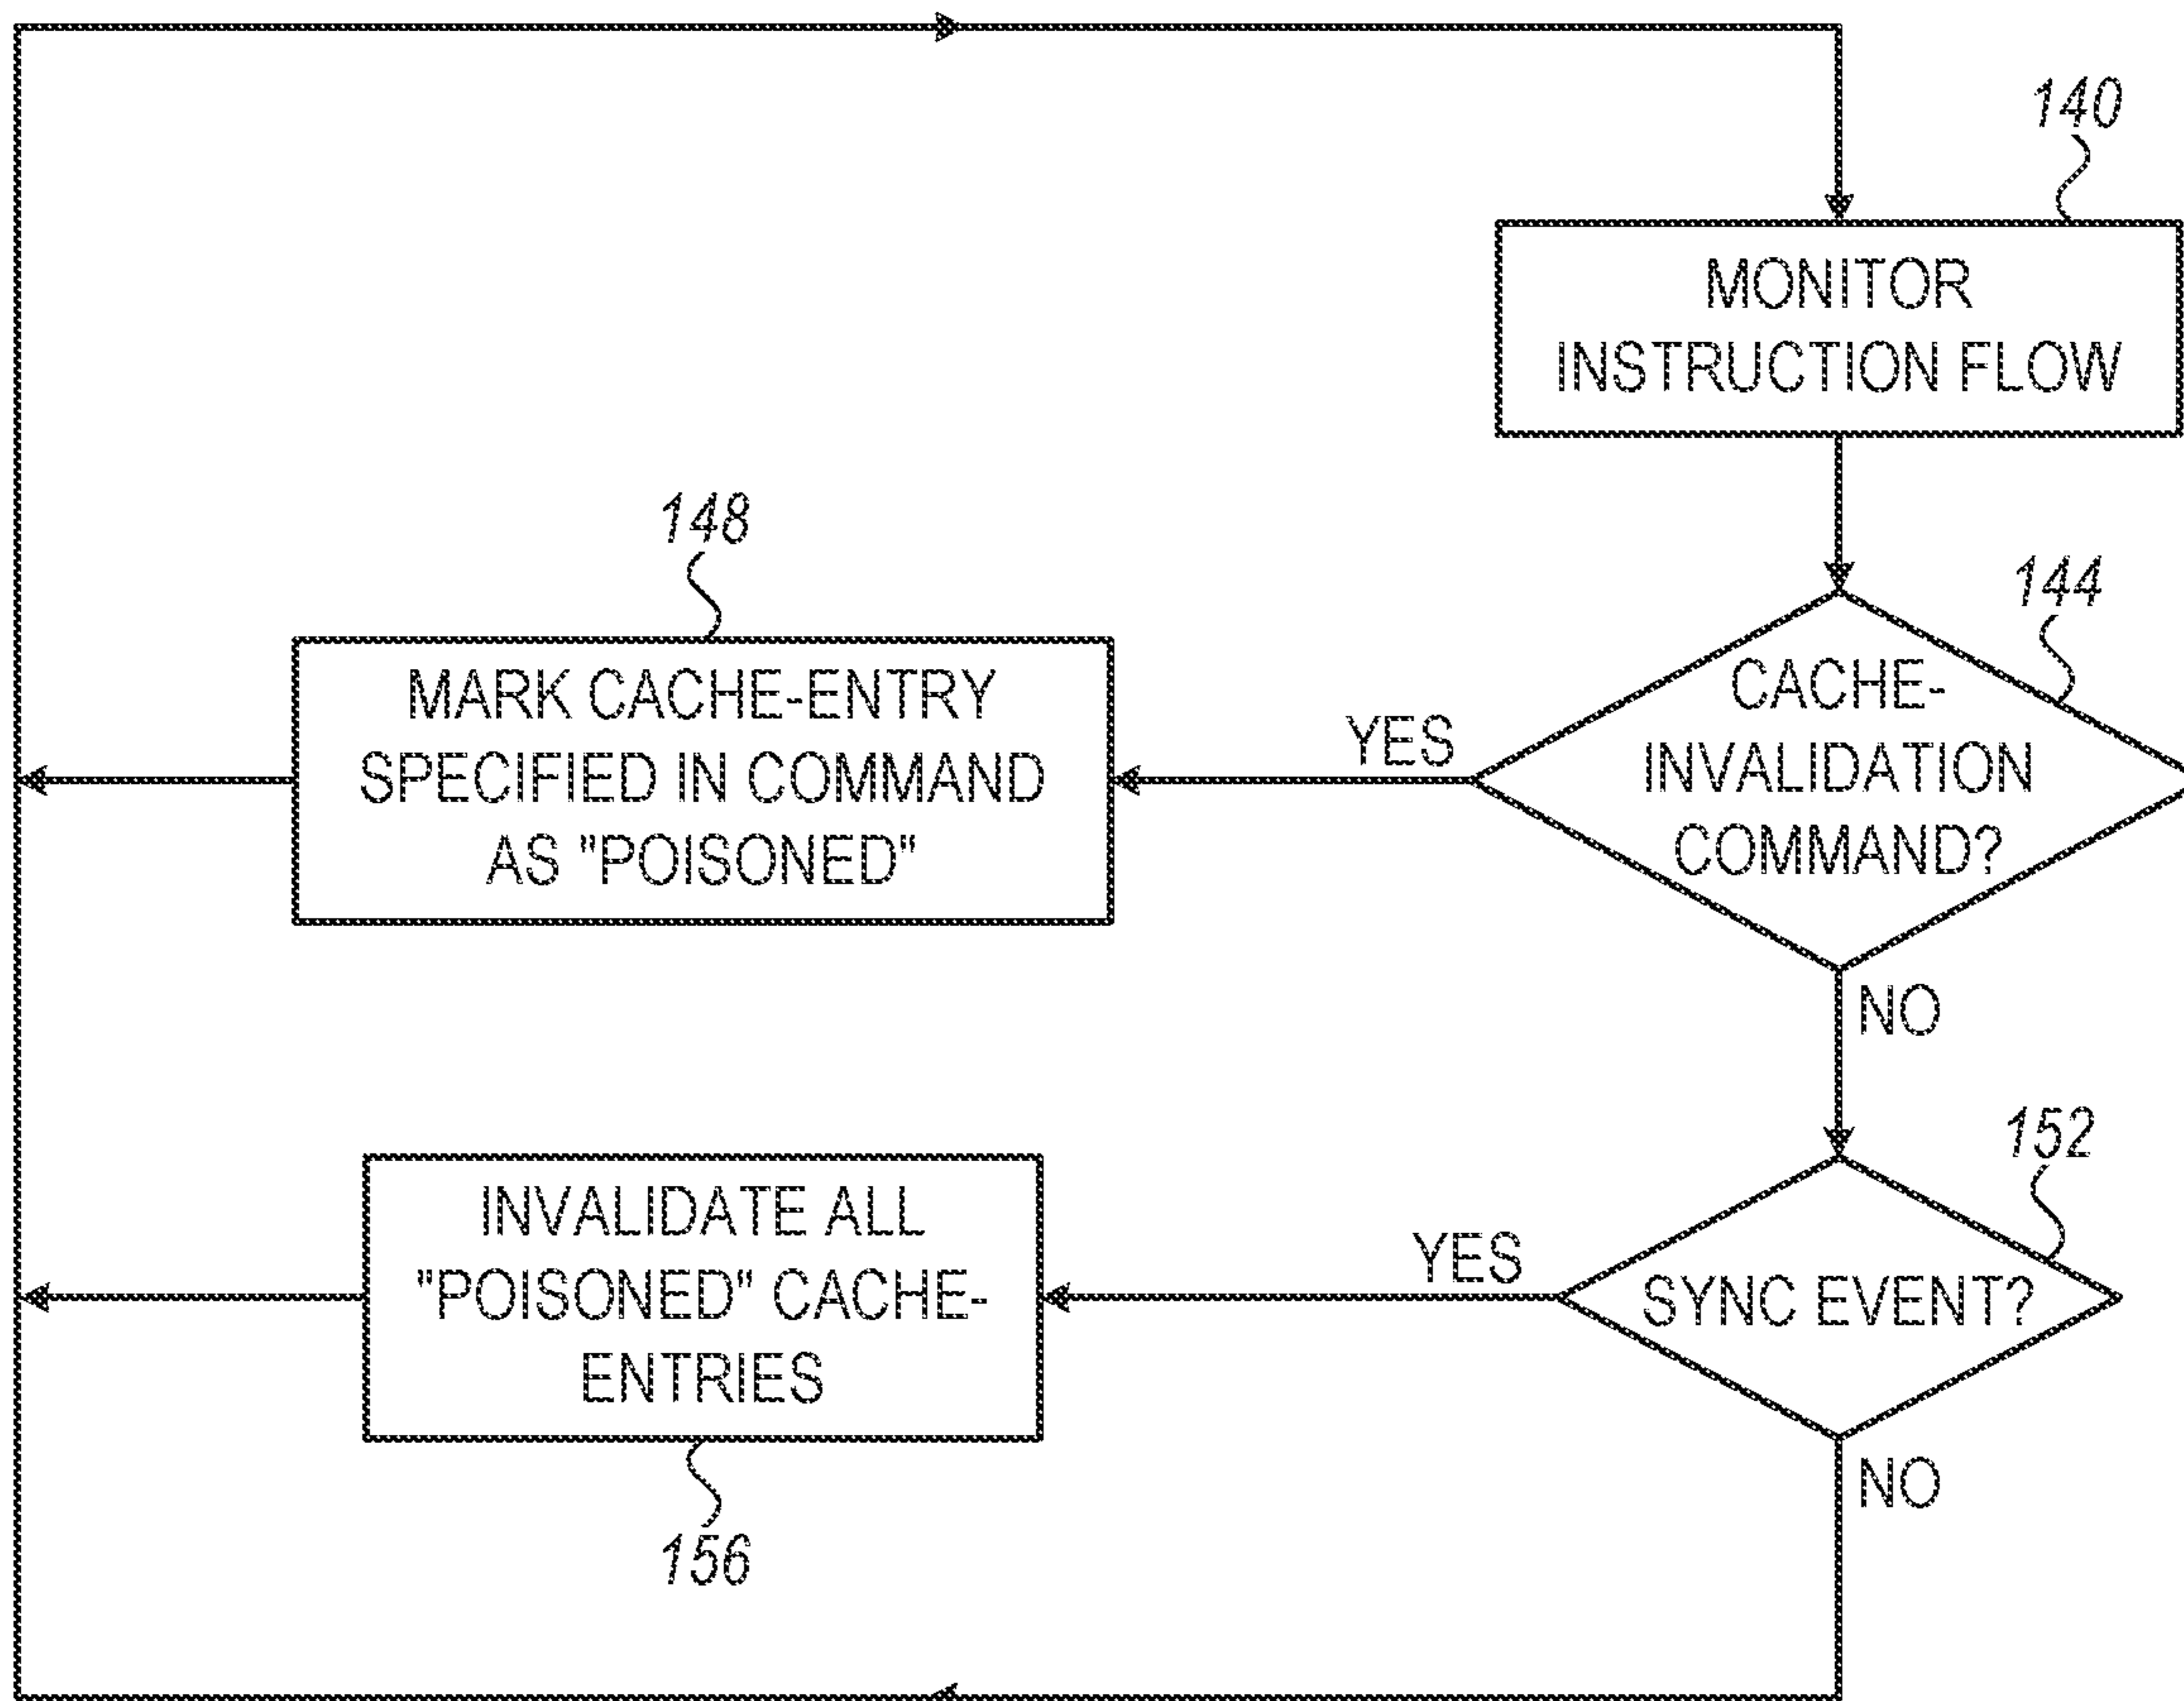 140
MONITOR
INSTRUCTION FLOW
144
CACHE-
INVALIDATION
COMMAND?
YES
NO
148
MARK CACHE-ENTRY
SPECIFIED IN COMMAND
AS "POISONED"
152
SYNC EVENT?
YES
NO
INVALIDATE ALL
"POISONED" CACHE-
ENTRIES
156